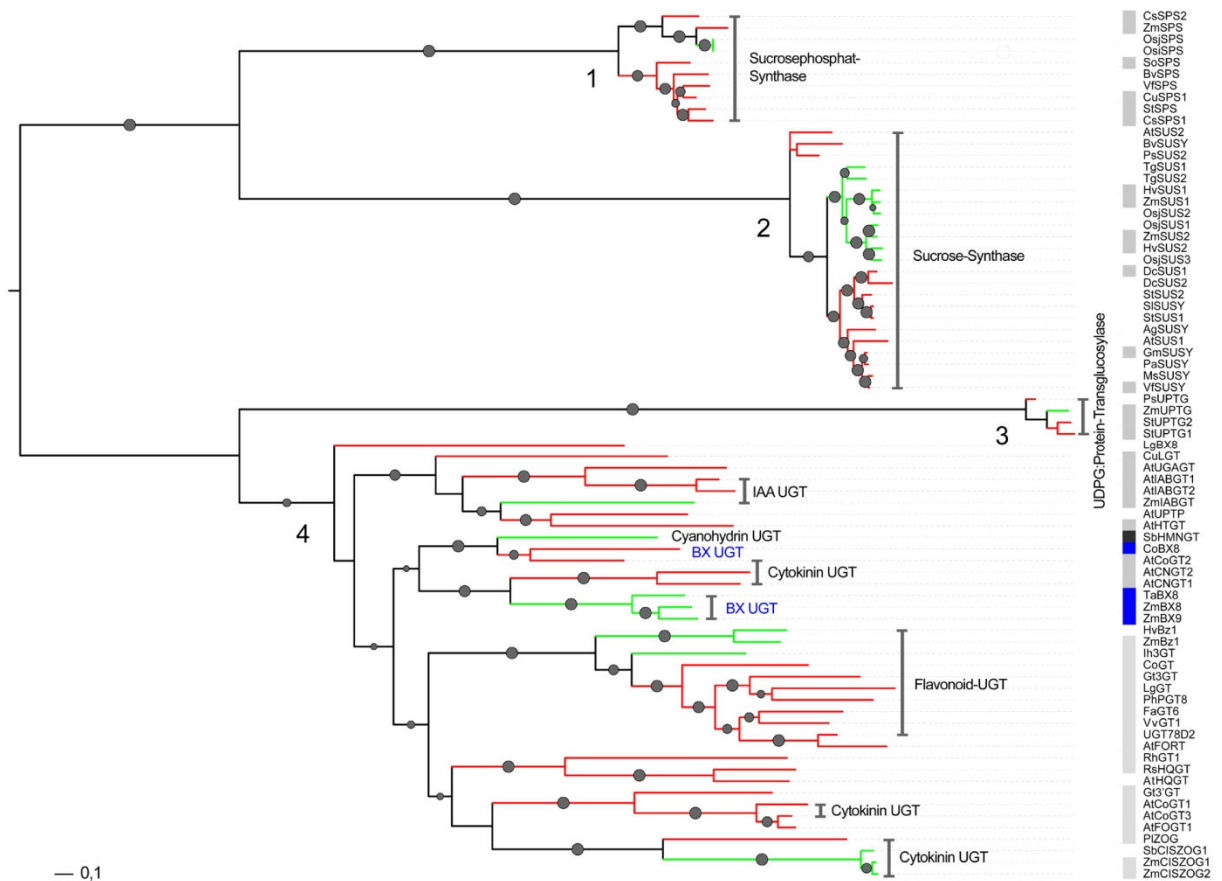 1
Sucrosephosphat-
Synthase
2
Sucrose-Synthase
3
UDPG:Protein-Transglucosylase
4
IAA UGT
Cyanohydrin UGT
BX UGT
Cytokinin UGT
BX UGT
Flavonoid-UGT
Cytokinin UGT
Cytokinin UGT
0,1
CsSPS2
ZmSPS
OsjSPS
OsiSPS
SoSPS
BvSPS
VfSPS
CuSPS1
StSPS
CsSPS1
AtSUS2
BvSUSY
PsSUS2
TgSUS1
TgSUS2
HvSUS1
ZmSUS1
OsjSUS2
OsjSUS1
ZmSUS2
HvSUS2
OsjSUS3
DcSUS1
DcSUS2
StSUS2
SlSUSY
StSUS1
AgSUSY
AtSUS1
GmSUSY
PaSUSY
MsSUSY
VfSUSY
PsUPTG
ZmUPTG
StUPTG2
StUPTG1
LgBX8
CuLGT
AtUGAGT
AtIABGT1
AtIABGT2
ZmIABGT
AtUPTP
AtHTGT
SbHMNGT
CoBX8
AtCoGT2
AtCNGT2
AtCNGT1
TaBX8
ZmBX8
ZmBX9
HvBz1
ZmBz1
Ih3GT
CoGT
Gt3GT
LgGT
PhPGT8
FaGT6
VvGT1
UGT78D2
AtFORT
RhGT1
RsHQGT
AtHQGT
Gt3'GT
AtCoGT1
AtCoGT3
AtFOGT1
PlZOG
SbCISZOG1
ZmCISZOG1
ZmCISZOG2